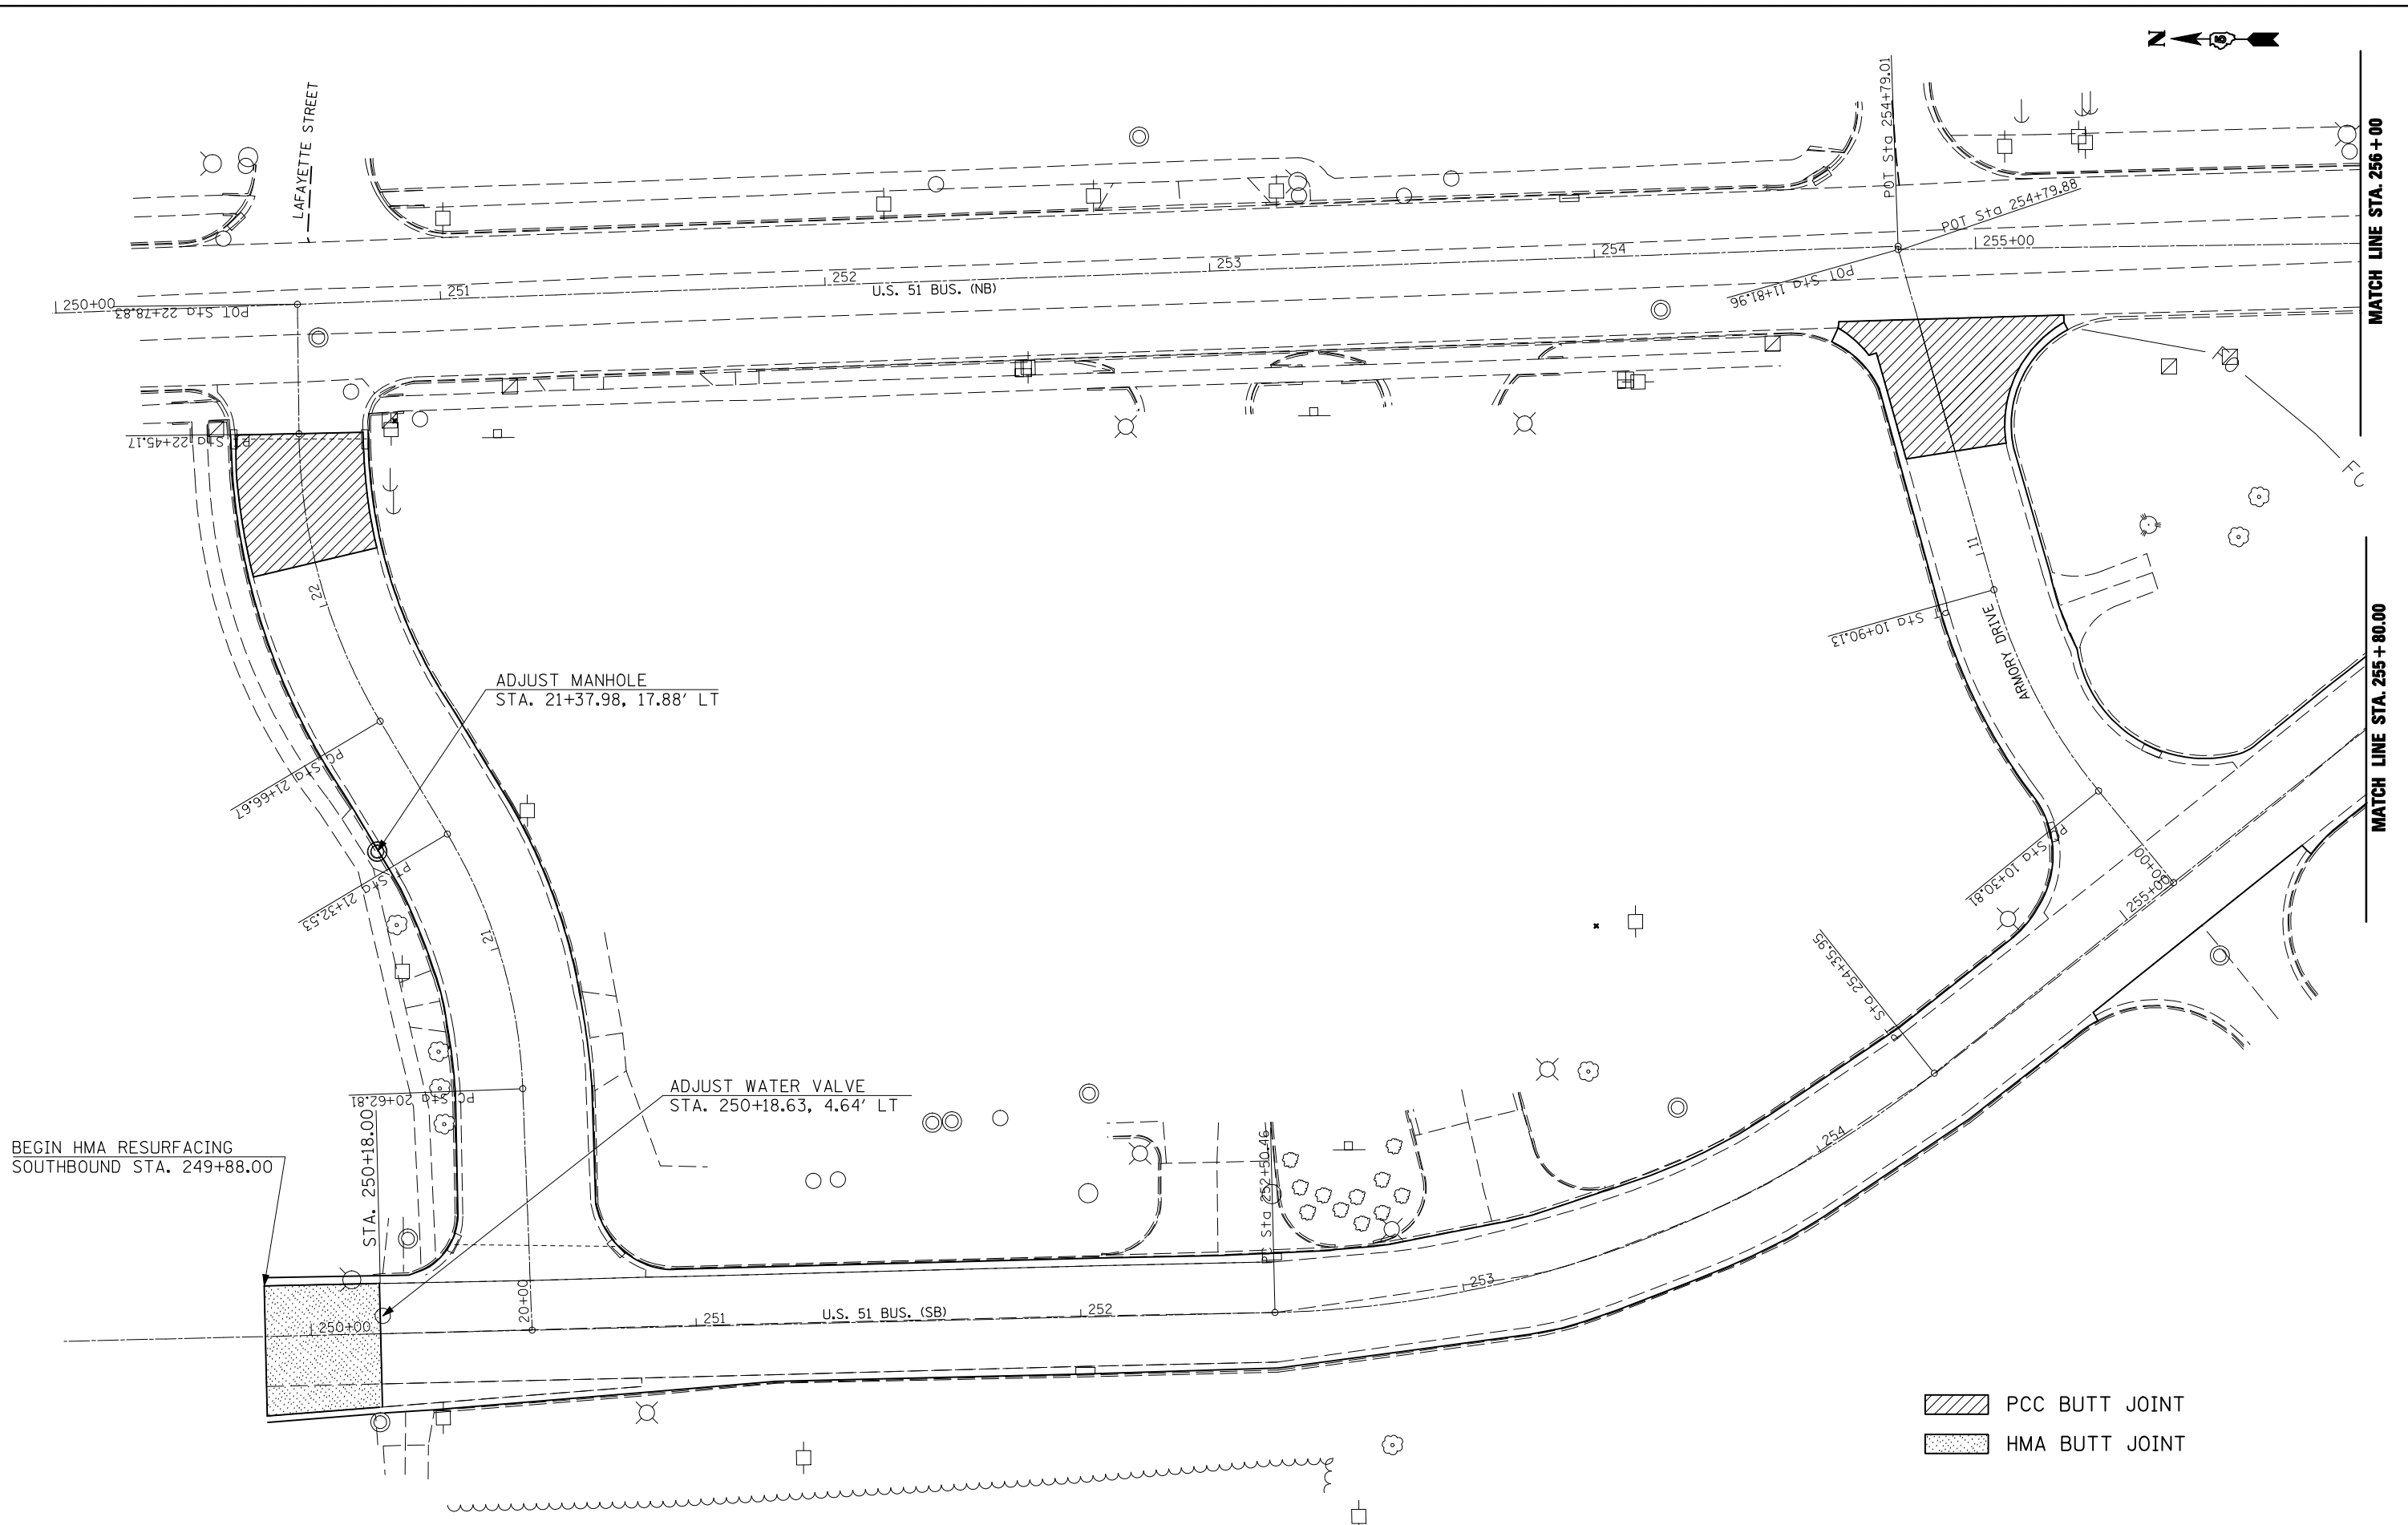 N
5
LAFAYETTE STREET
POT Sta 254+79.01
POT Sta 254+79.88
MATCH LINE STA. 256+00
250+00
251
252
253
254
255+00
U.S. 51 BUS. (NB)
POT Sta 22+78.83
POT Sta 11+81.96
PT Sta 22+45.17
22
11
PT Sta 10+90.13
ARMORY DRIVE
MATCH LINE STA. 255+80.00
ADJUST MANHOLE
STA. 21+37.98, 17.88' LT
PC Sta 21+66.67
PT Sta 21+32.53
21
PC Sta 10+30.81
10+00
255+00
Sta 254+35.95
PC Sta 20+62.81
ADJUST WATER VALVE
STA. 250+18.63, 4.64' LT
BEGIN HMA RESURFACING
SOUTHBOUND STA. 249+88.00
STA. 250+18.00
PC Sta 252+50.46
20+00
250+00
251
U.S. 51 BUS. (SB)
252
253
254
PCC BUTT JOINT
HMA BUTT JOINT